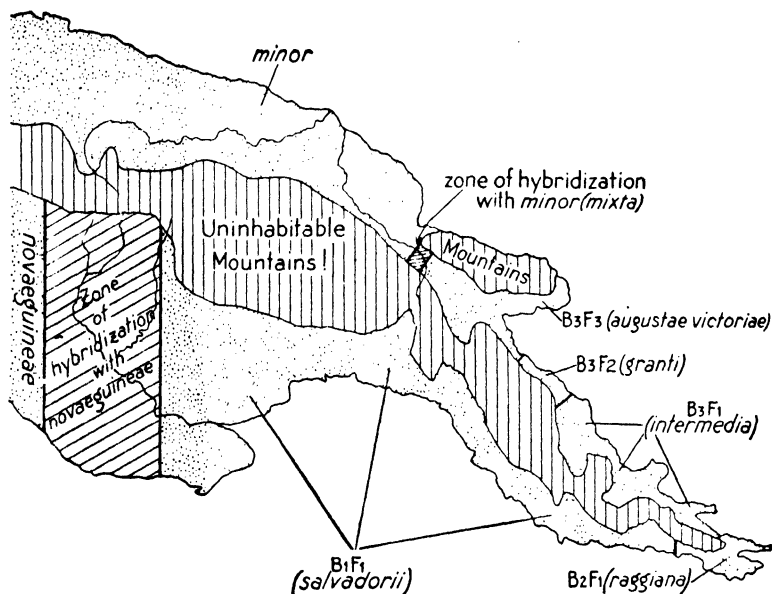 minor
zone of hybridization
with minor (mixta)
Mountains
Uninhabitable
Mountains!
novaeguineae
Zone
of
hybridization
with
novaeguineae
B3F3 (augustae victoriae)
B3F2 (granti)
B3F1
(intermedia)
B1F1
(salvadorii)
B2F1 (raggiana)